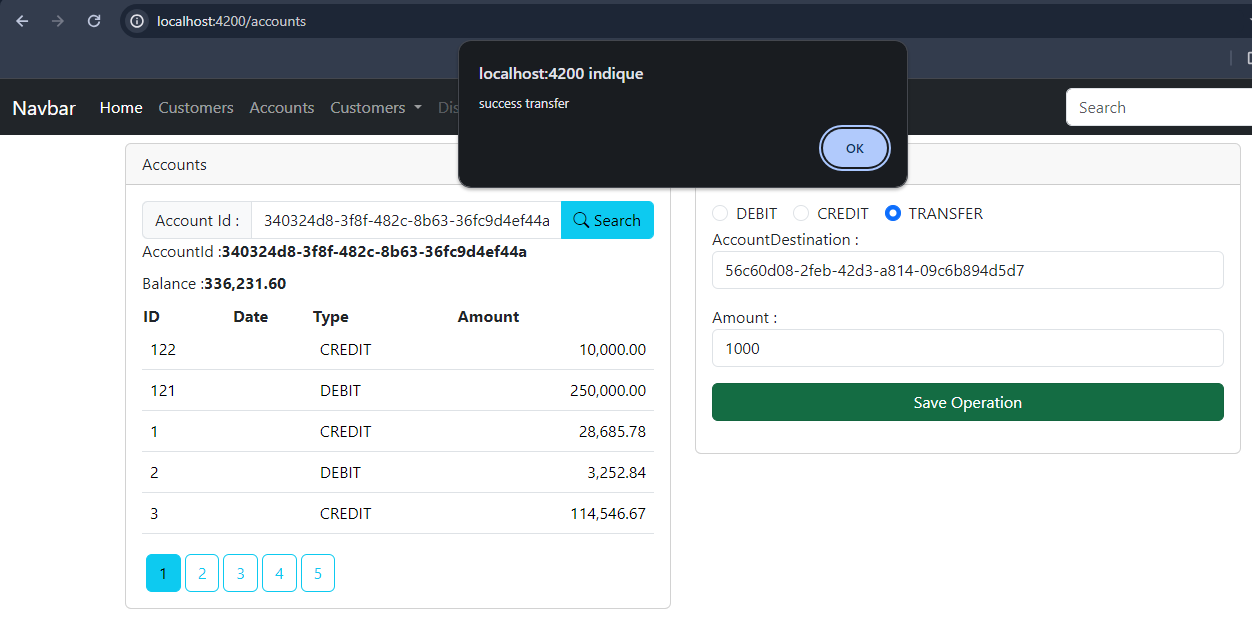 localhost:4200/accounts
localhost:4200 indique
success transfer
OK
Navbar Home Customers Accounts Customers Dis Search
Accounts
Account Id : 340324d8-3f8f-482c-8b63-36fc9d4ef44a Search
AccountId :340324d8-3f8f-482c-8b63-36fc9d4ef44a
Balance :336,231.60
ID Date Type Amount
122 CREDIT 10,000.00
121 DEBIT 250,000.00
1 CREDIT 28,685.78
2 DEBIT 3,252.84
3 CREDIT 114,546.67
1 2 3 4 5
DEBIT CREDIT TRANSFER
AccountDestination :
56c60d08-2feb-42d3-a814-09c6b894d5d7
Amount :
1000
Save Operation